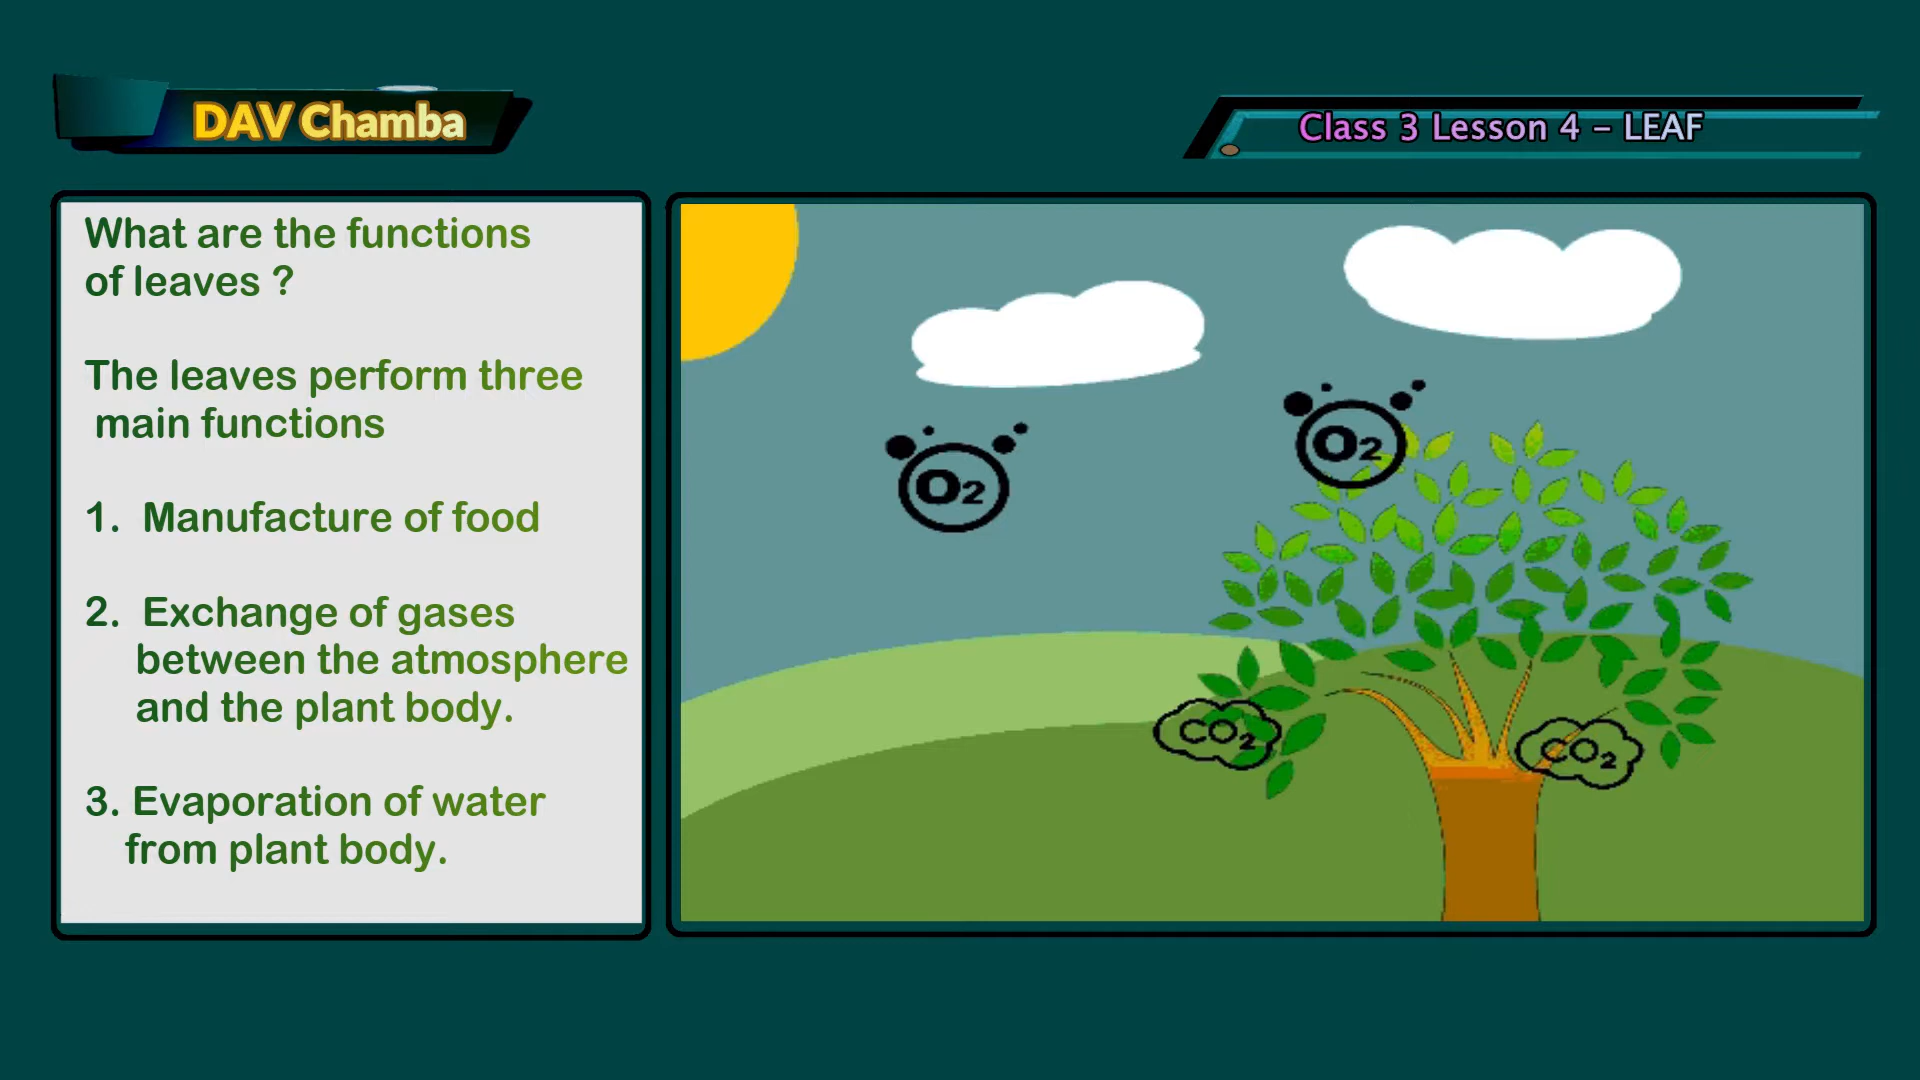 DAV Chamba
Class 3 Lesson 4 - LEAF
What are the functions
of leaves ?
The leaves perform three
main functions
1. Manufacture of food
2. Exchange of gases
between the atmosphere
and the plant body.
3. Evaporation of water
from plant body.
O2
O2
CO2
CO2